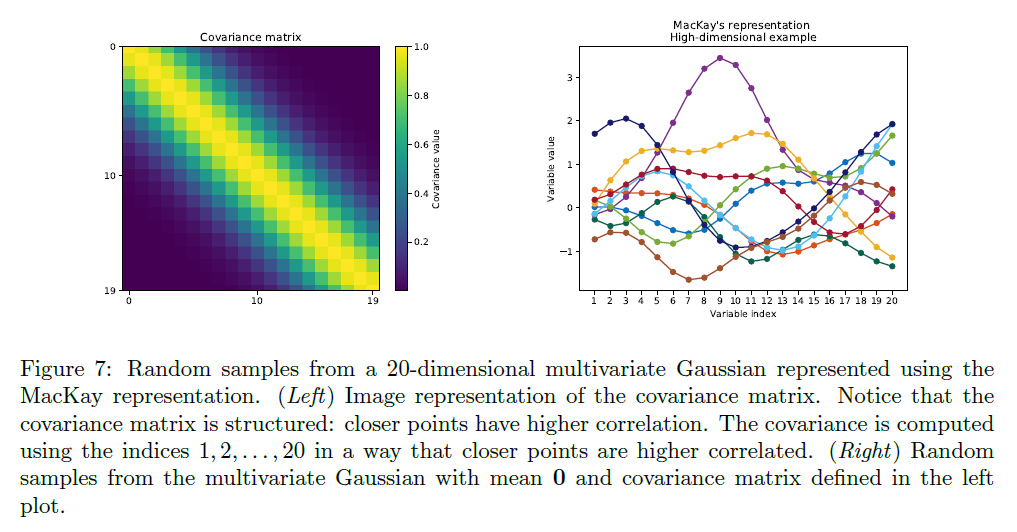 Covariance matrix
0
10
19
0
10
19
1.0
0.8
0.6
0.4
0.2
Covariance value
MacKay's representation
High-dimensional example
3
2
1
0
−1
Variable value
1 2 3 4 5 6 7 8 9 10 11 12 13 14 15 16 17 18 19 20
Variable index
Figure 7: Random samples from a 20-dimensional multivariate Gaussian represented using the
MacKay representation. (Left) Image representation of the covariance matrix. Notice that the
covariance matrix is structured: closer points have higher correlation. The covariance is computed
using the indices 1, 2, . . . , 20 in a way that closer points are higher correlated. (Right) Random
samples from the multivariate Gaussian with mean 0 and covariance matrix defined in the left
plot.